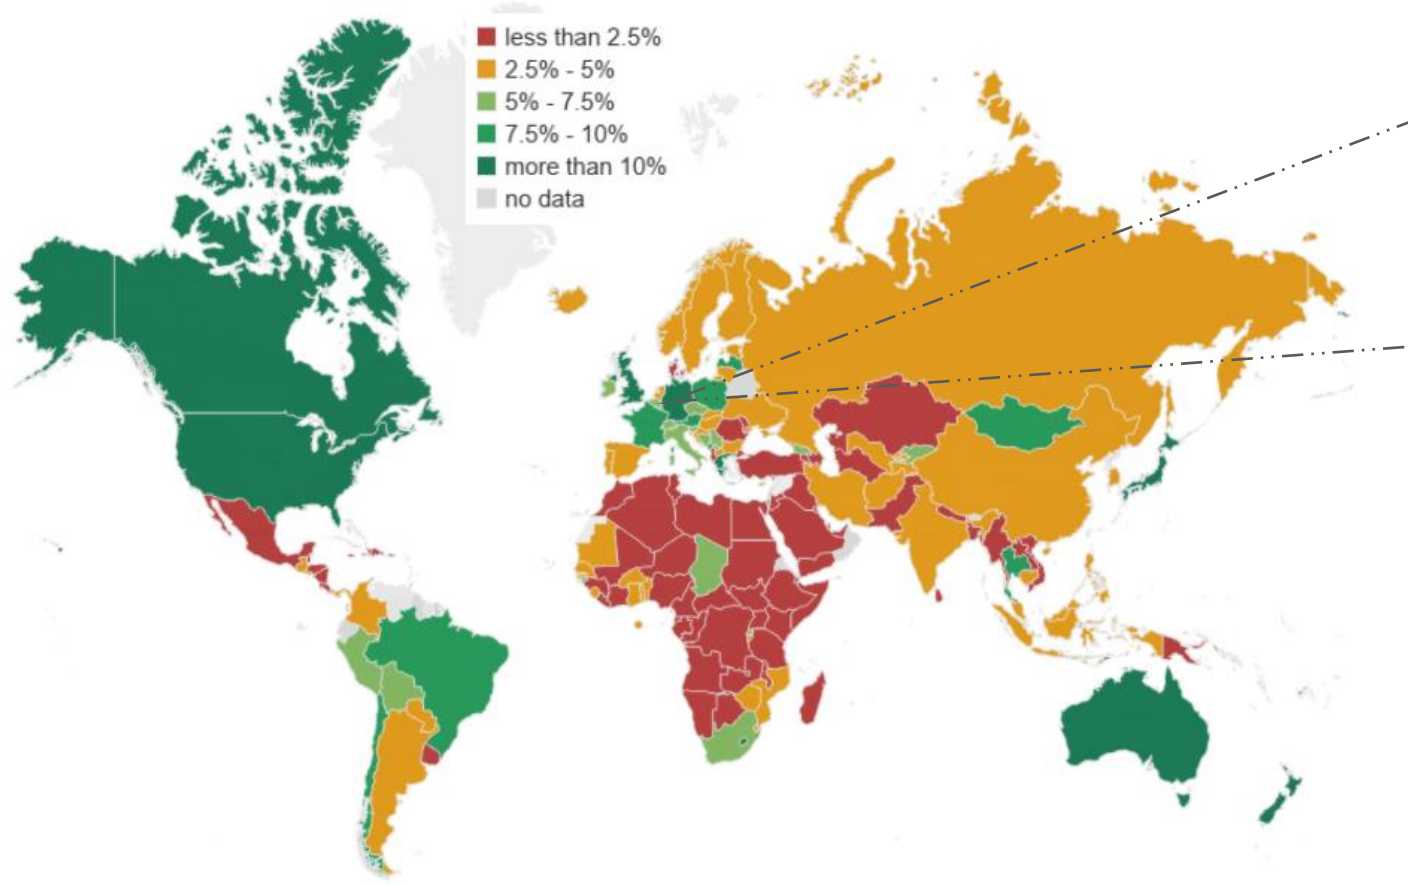 less than 2.5%
2.5% - 5%
5% - 7.5%
7.5% - 10%
more than 10%
no data